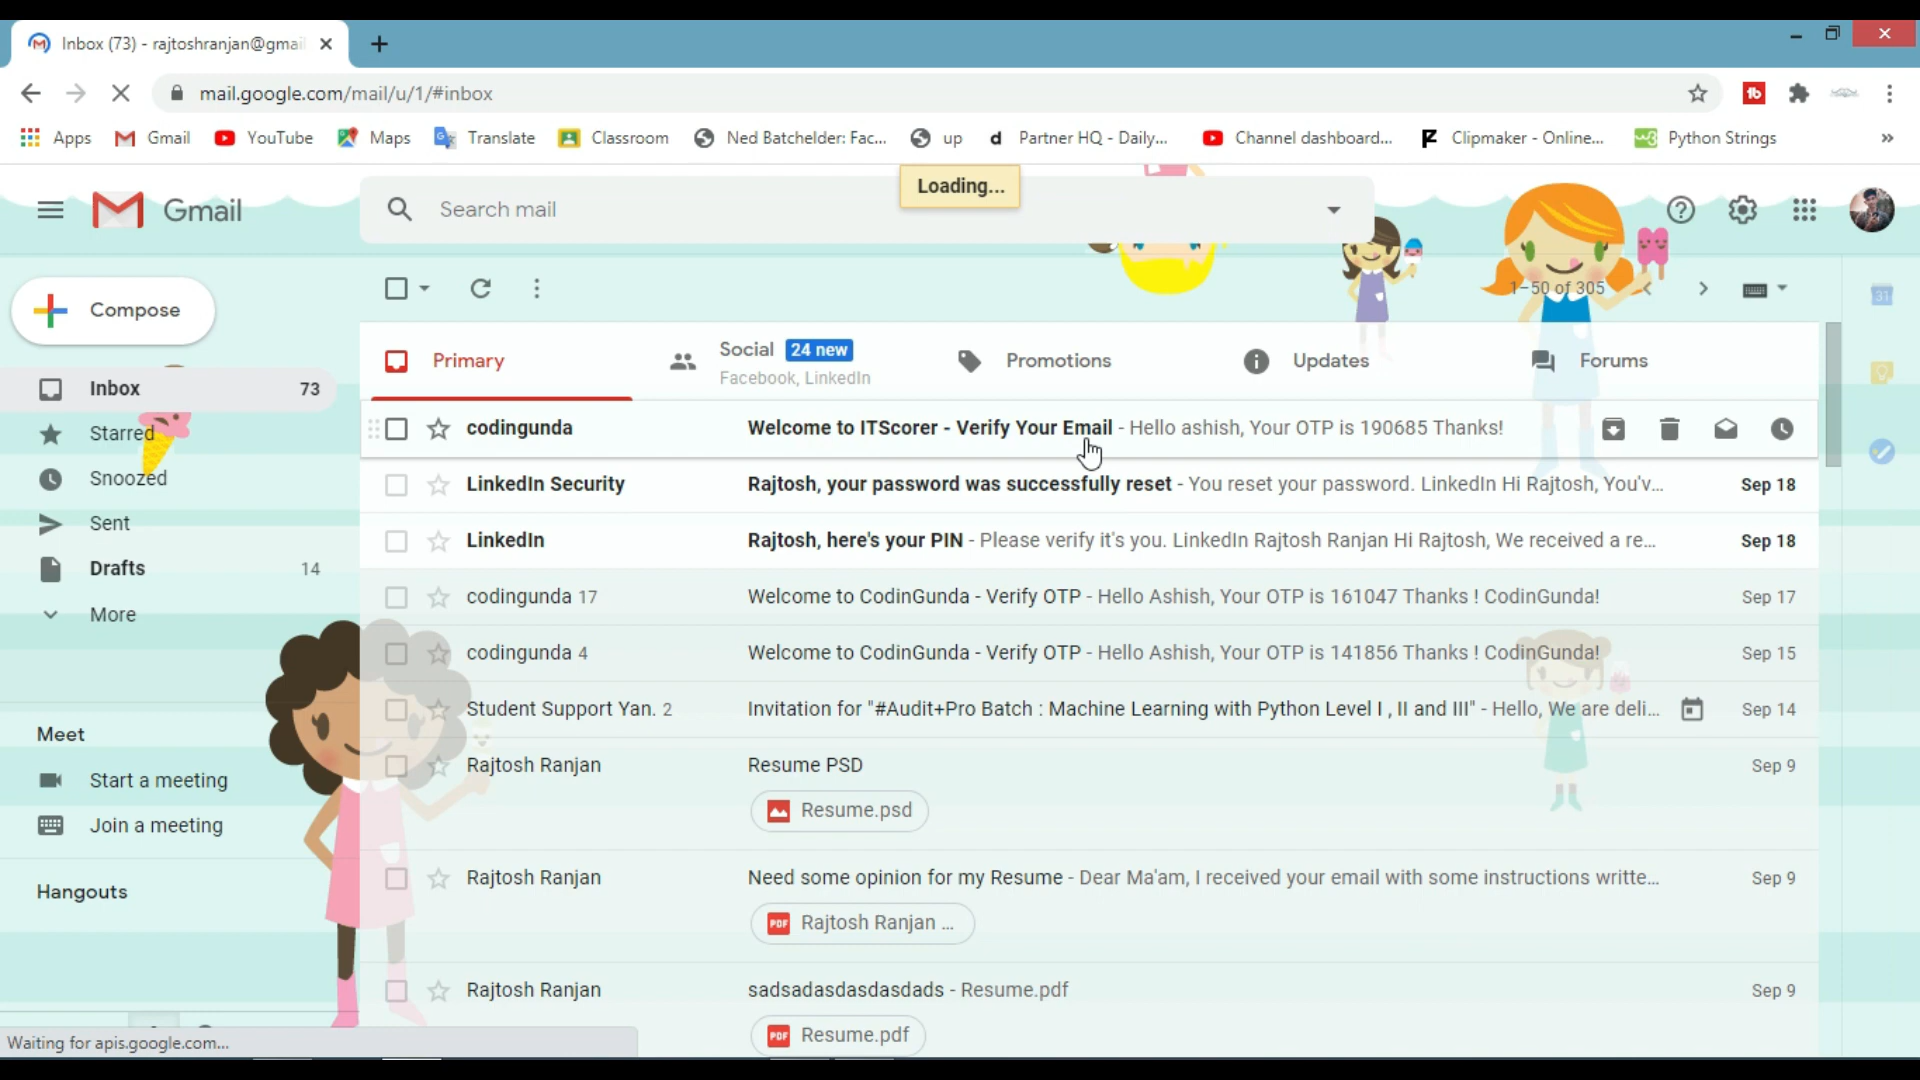 Inbox (73) - rajtoshranjan@gmai
mail.google.com/mail/u/1/#inbox
Apps Gmail YouTube Maps Translate Classroom Ned Batchelder: Fac... up d Partner HQ - Daily... Channel dashboard... Clipmaker - Online... Python Strings »
Loading...
Gmail
Search mail
Compose
1–50 of 305
Primary
Social 24 new
Facebook, LinkedIn
Promotions
Updates
Forums
Inbox 73
Starred
Snoozed
Sent
Drafts 14
More
codingunda Welcome to ITScorer - Verify Your Email - Hello ashish, Your OTP is 190685 Thanks!
LinkedIn Security Rajtosh, your password was successfully reset - You reset your password. LinkedIn Hi Rajtosh, You'v... Sep 18
LinkedIn Rajtosh, here's your PIN - Please verify it's you. LinkedIn Rajtosh Ranjan Hi Rajtosh, We received a re... Sep 18
codingunda 17 Welcome to CodinGunda - Verify OTP - Hello Ashish, Your OTP is 161047 Thanks ! CodinGunda! Sep 17
codingunda 4 Welcome to CodinGunda - Verify OTP - Hello Ashish, Your OTP is 141856 Thanks ! CodinGunda! Sep 15
Student Support Yan. 2 Invitation for "#Audit+Pro Batch : Machine Learning with Python Level I , II and III" - Hello, We are deli... Sep 14
Rajtosh Ranjan Resume PSD Sep 9
Resume.psd
Rajtosh Ranjan Need some opinion for my Resume - Dear Ma'am, I received your email with some instructions writte... Sep 9
PDF Rajtosh Ranjan ...
Rajtosh Ranjan sadsadasdasdasdads - Resume.pdf Sep 9
PDF Resume.pdf
Meet
Start a meeting
Join a meeting
Hangouts
Waiting for apis.google.com...
31